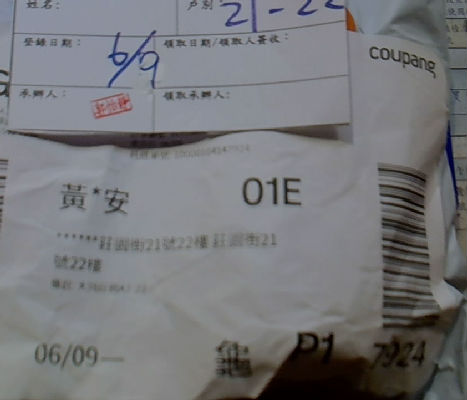 姓名: 戶別: 21-22
登錄日期: 6/9 領取日期/領取人簽收:
承辦人: 領取承辦人:
coupang
黃*安 01E
******莊園街21號22樓 莊園街21
號22樓
06/09— 龜 P1 7924